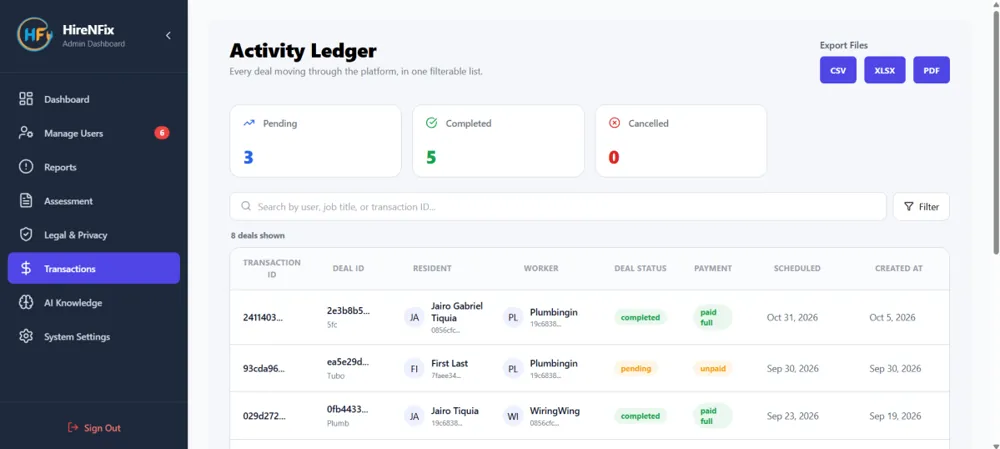 HF
HireNFix
Admin Dashboard
Dashboard
Manage Users 6
Reports
Assessment
Legal & Privacy
Transactions
AI Knowledge
System Settings
Sign Out
Activity Ledger
Every deal moving through the platform, in one filterable list.
Export Files
CSV XLSX PDF
Pending
3
Completed
5
Cancelled
0
Search by user, job title, or transaction ID...
Filter
8 deals shown
TRANSACTION ID DEAL ID RESIDENT WORKER DEAL STATUS PAYMENT SCHEDULED CREATED AT
2411403... 2e3b8b5... 5fc JA Jairo Gabriel Tiquia 0856cfc... PL Plumbingin 19c6838... completed paid full Oct 31, 2026 Oct 5, 2026
93cda96... ea5e29d... Tubo FI First Last 7faee34... PL Plumbingin 19c6838... pending unpaid Sep 30, 2026 Sep 30, 2026
029d272... 0fb4433... Plumb JA Jairo Tiquia 19c6838... WI WiringWing 0856cfc... completed paid full Sep 23, 2026 Sep 19, 2026